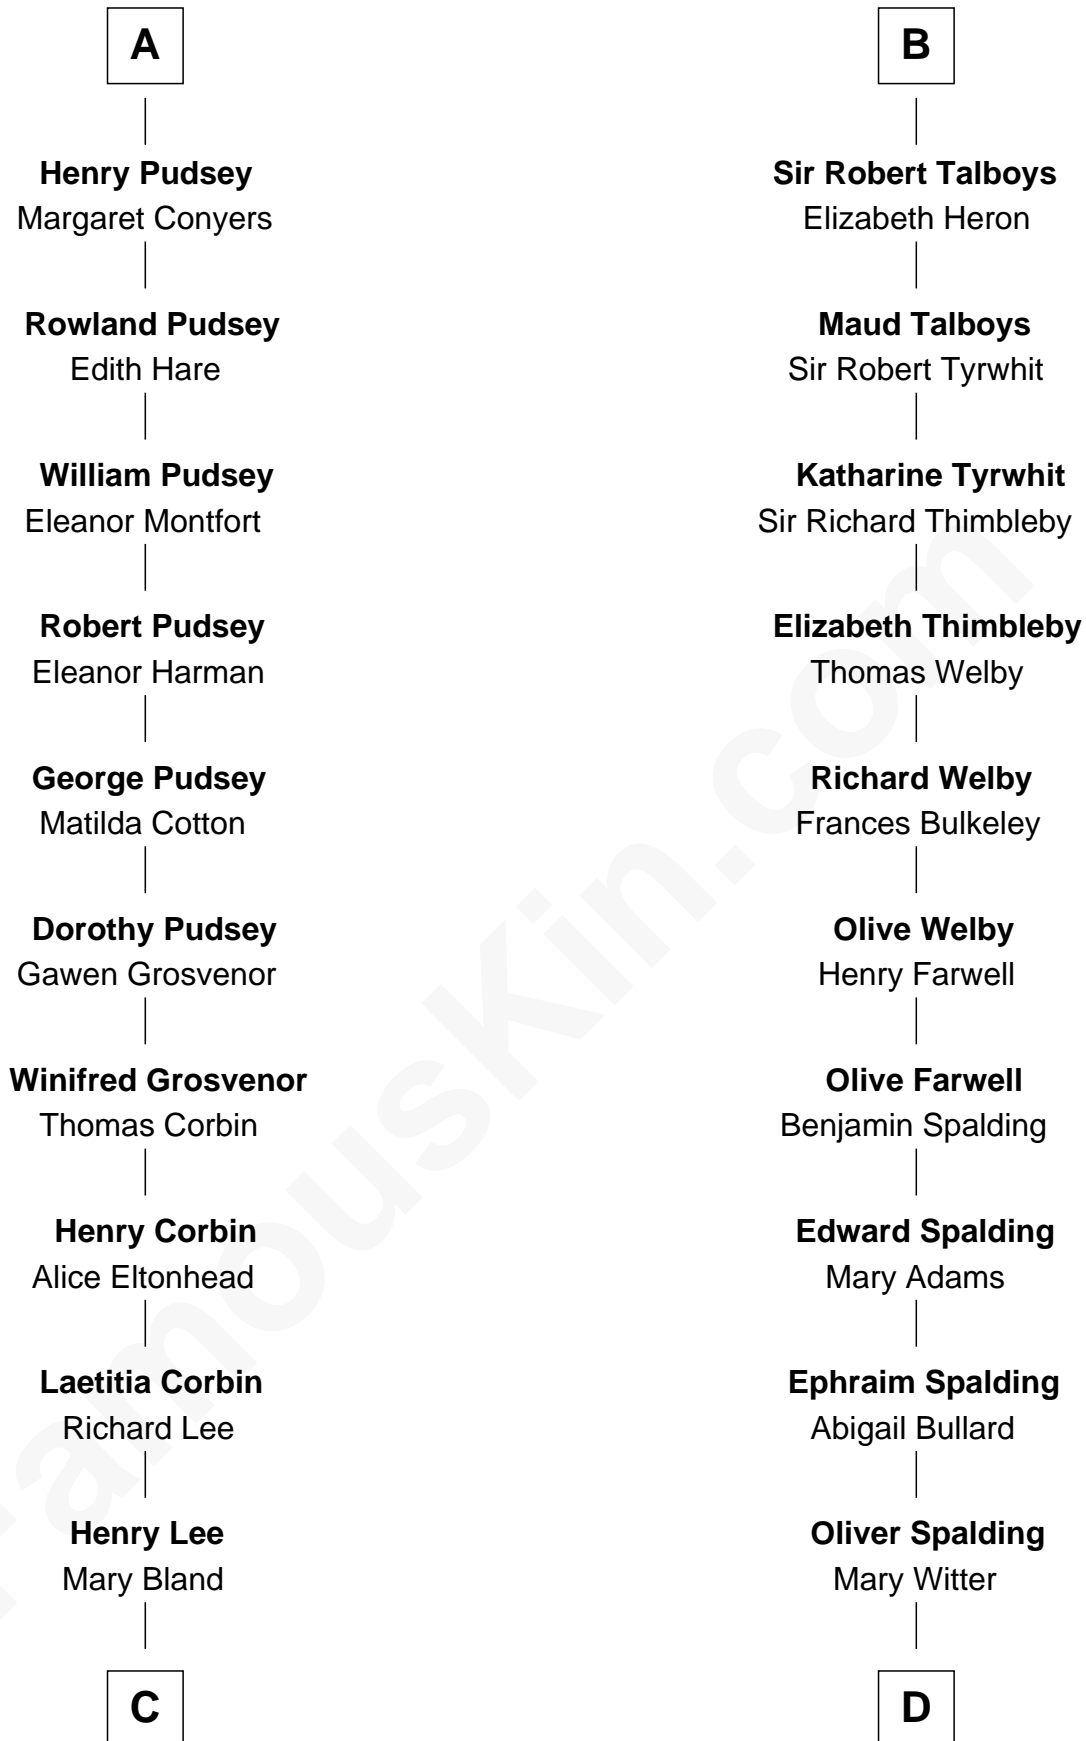 A
Henry Pudsey
Margaret Conyers
Rowland Pudsey
Edith Hare
William Pudsey
Eleanor Montfort
Robert Pudsey
Eleanor Harman
George Pudsey
Matilda Cotton
Dorothy Pudsey
Gawen Grosvenor
Winifred Grosvenor
Thomas Corbin
Henry Corbin
Alice Eltonhead
Laetitia Corbin
Richard Lee
Henry Lee
Mary Bland
C
B
Sir Robert Talboys
Elizabeth Heron
Maud Talboys
Sir Robert Tyrwhit
Katharine Tyrwhit
Sir Richard Thimbleby
Elizabeth Thimbleby
Thomas Welby
Richard Welby
Frances Bulkeley
Olive Welby
Henry Farwell
Olive Farwell
Benjamin Spalding
Edward Spalding
Mary Adams
Ephraim Spalding
Abigail Bullard
Oliver Spalding
Mary Witter
D
FamousKin.com